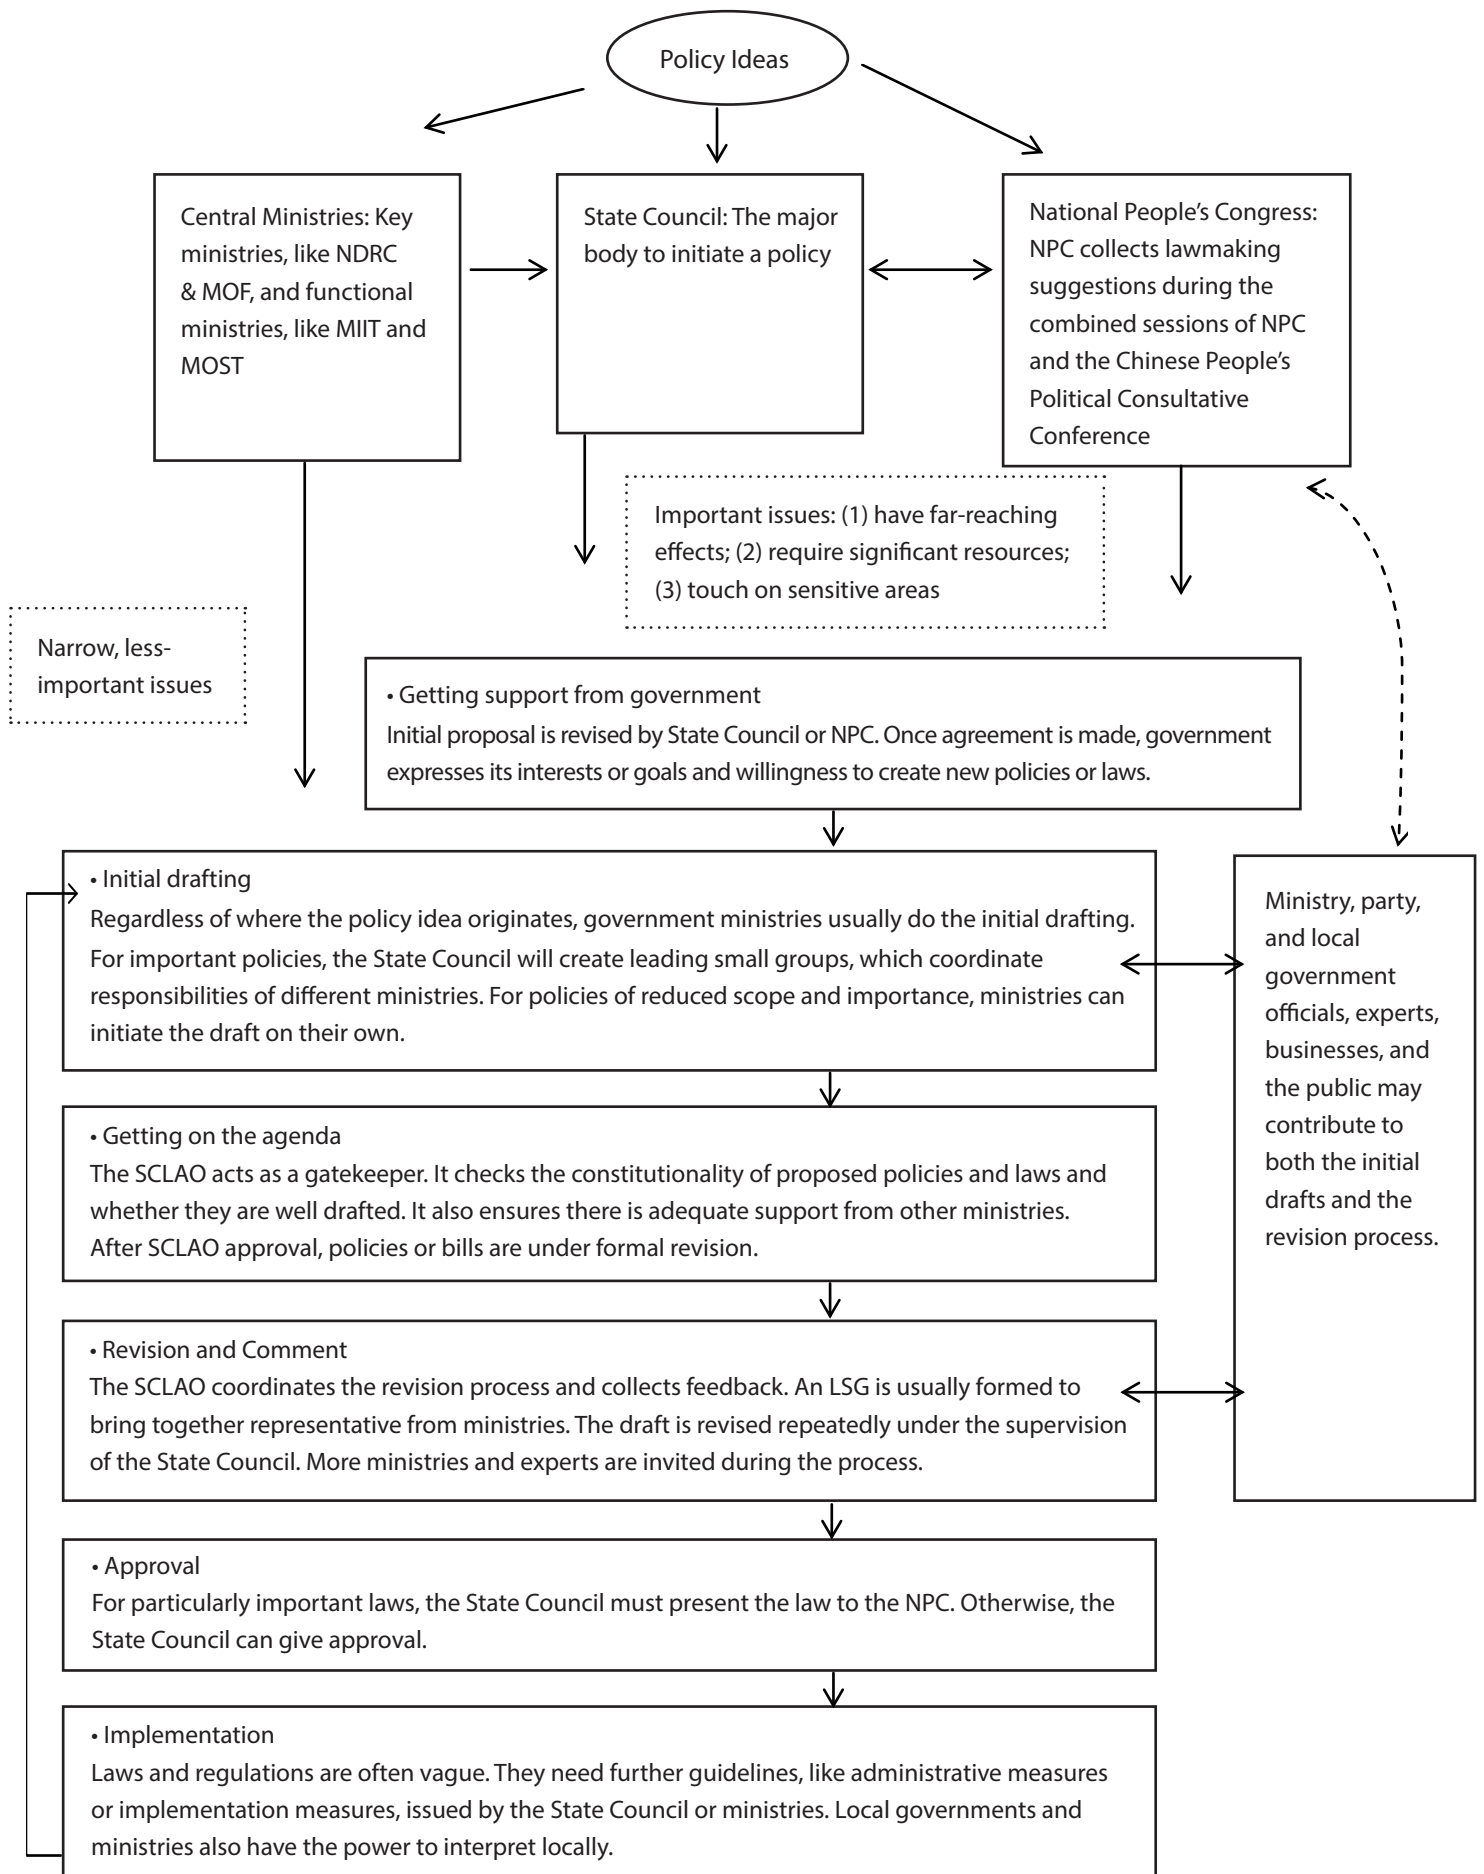 Policy Ideas
Central Ministries: Key
ministries, like NDRC
& MOF, and functional
ministries, like MIIT and
MOST
State Council: The major
body to initiate a policy
National People’s Congress:
NPC collects lawmaking
suggestions during the
combined sessions of NPC
and the Chinese People’s
Political Consultative
Conference
Important issues: (1) have far-reaching
effects; (2) require significant resources;
(3) touch on sensitive areas
Narrow, less-
important issues
• Getting support from government
Initial proposal is revised by State Council or NPC. Once agreement is made, government
expresses its interests or goals and willingness to create new policies or laws.
• Initial drafting
Regardless of where the policy idea originates, government ministries usually do the initial drafting.
For important policies, the State Council will create leading small groups, which coordinate
responsibilities of different ministries. For policies of reduced scope and importance, ministries can
initiate the draft on their own.
Ministry, party,
and local
government
officials, experts,
businesses, and
the public may
contribute to
both the initial
drafts and the
revision process.
• Getting on the agenda
The SCLAO acts as a gatekeeper. It checks the constitutionality of proposed policies and laws and
whether they are well drafted. It also ensures there is adequate support from other ministries.
After SCLAO approval, policies or bills are under formal revision.
• Revision and Comment
The SCLAO coordinates the revision process and collects feedback. An LSG is usually formed to
bring together representative from ministries. The draft is revised repeatedly under the supervision
of the State Council. More ministries and experts are invited during the process.
• Approval
For particularly important laws, the State Council must present the law to the NPC. Otherwise, the
State Council can give approval.
• Implementation
Laws and regulations are often vague. They need further guidelines, like administrative measures
or implementation measures, issued by the State Council or ministries. Local governments and
ministries also have the power to interpret locally.